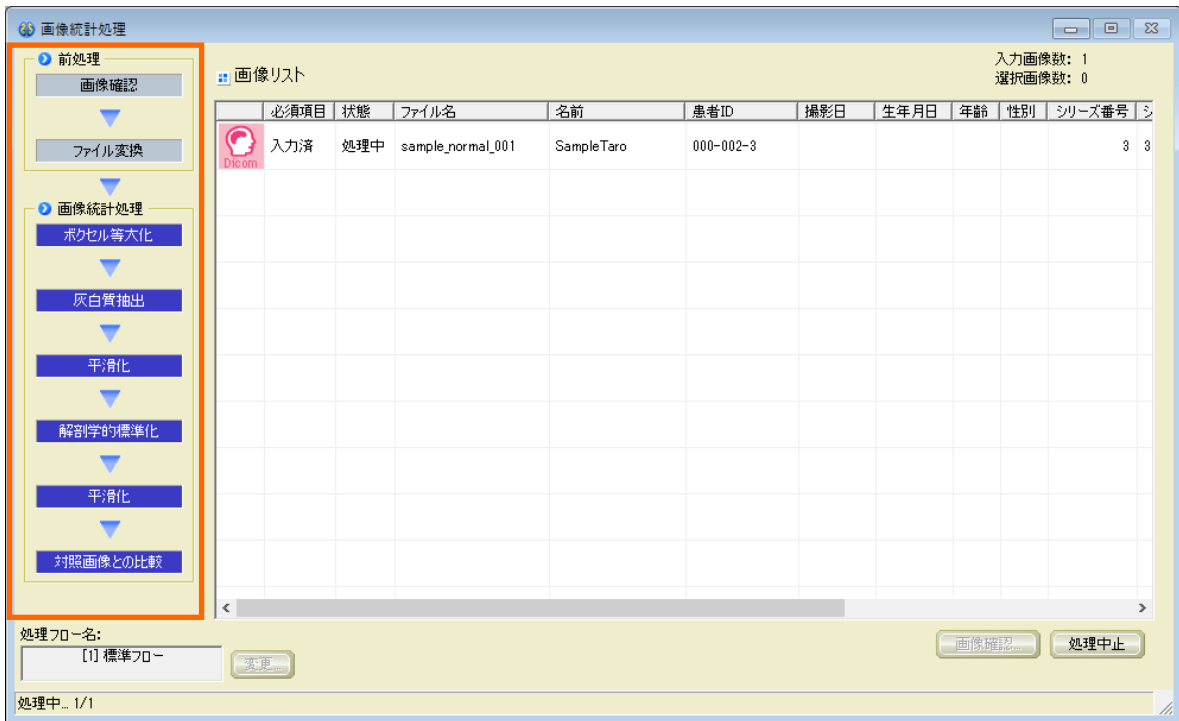 画像統計処理
前処理
画像確認
ファイル変換
画像統計処理
ボクセル等大化
灰白質抽出
平滑化
解剖学的標準化
平滑化
対照画像との比較
画像リスト
入力画像数: 1
選択画像数: 0
必須項目 状態 ファイル名 名前 患者ID 撮影日 生年月日 年齢 性別 シリーズ番号 シ
Dicom 入力済 処理中 sample_normal_001 SampleTaro 000-002-3 3 3
処理フロー名:
[1] 標準フロー
変更...
画像確認...
処理中止
処理中... 1/1